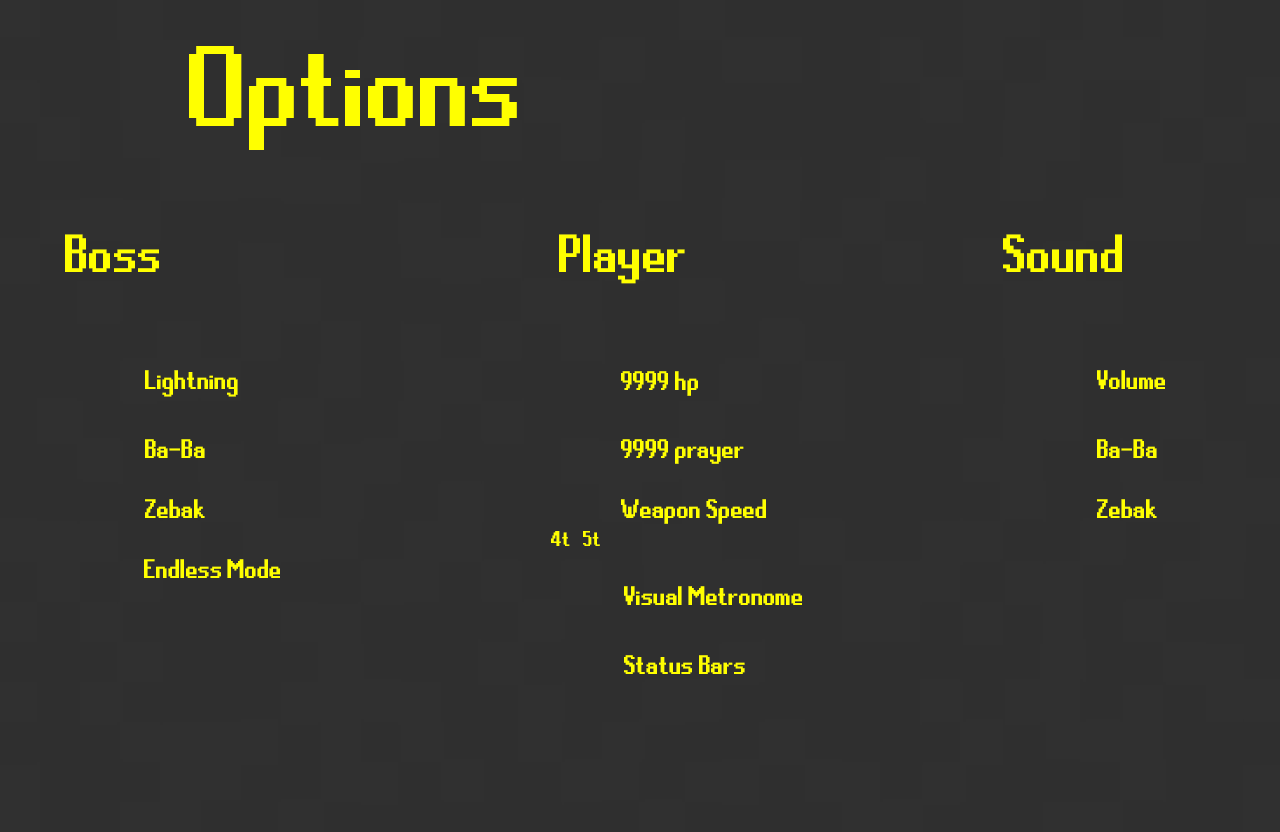 Options
Boss
Lightning
Ba-Ba
Zebak
Endless Mode
Player
9999 hp
9999 prayer
Weapon Speed
4t 5t
Visual Metronome
Status Bars
Sound
Volume
Ba-Ba
Zebak